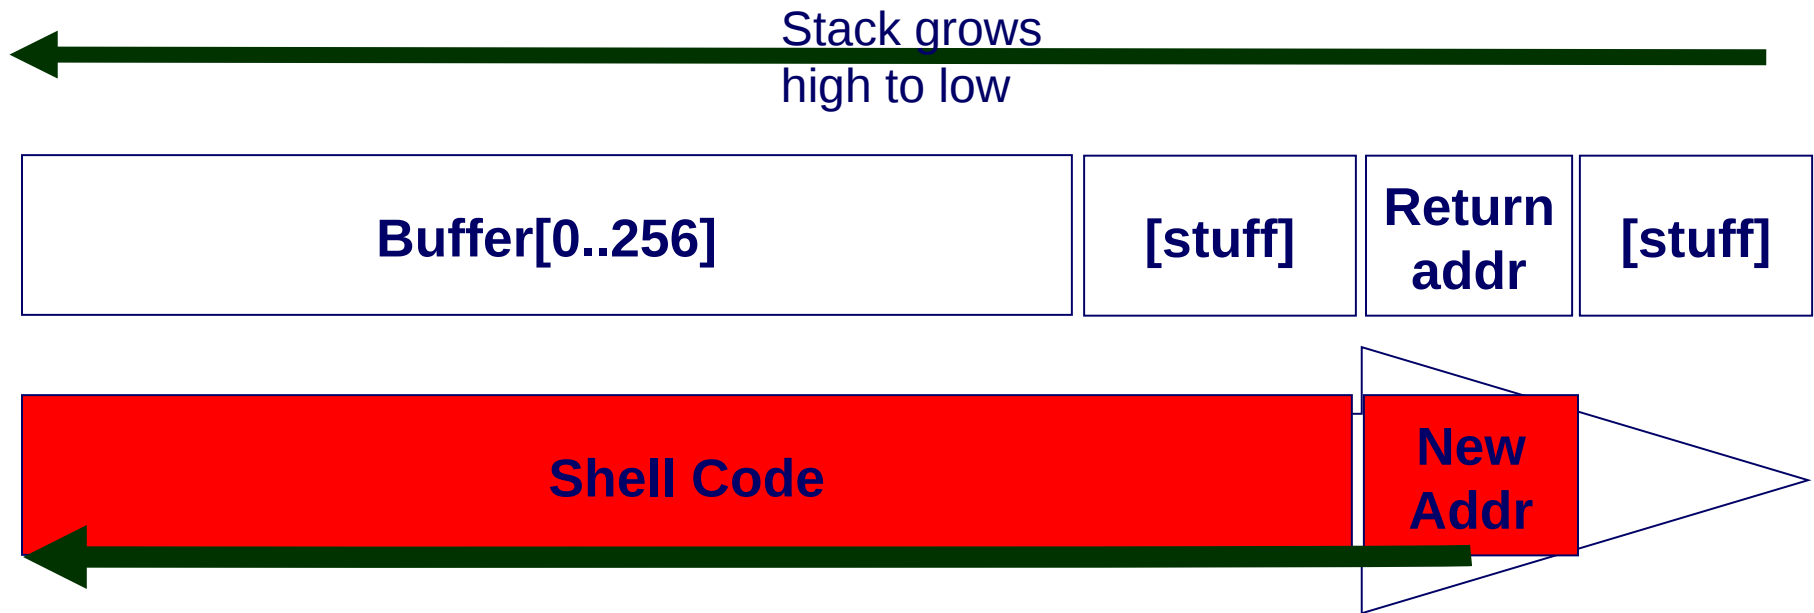 Stack grows
high to low
Buffer[0..256]
[stuff]
Return
addr
[stuff]
Shell Code
New
Addr